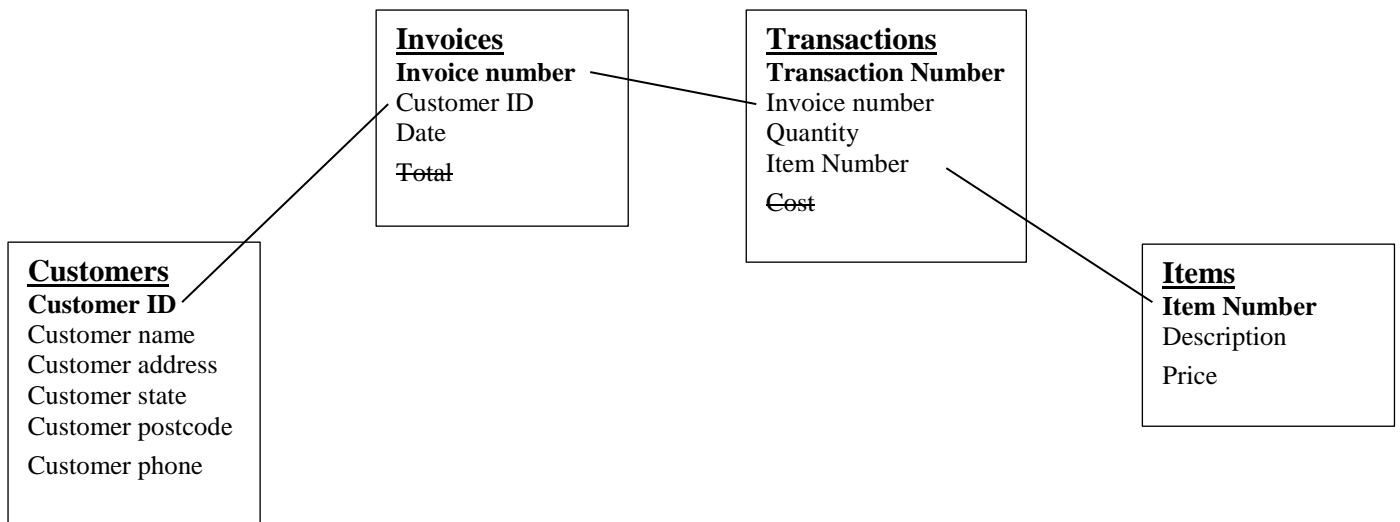 Invoices
Invoice number
Customer ID
Date
Total
Transactions
Transaction Number
Invoice number
Quantity
Item Number
Cost
Customers
Customer ID
Customer name
Customer address
Customer state
Customer postcode
Customer phone
Items
Item Number
Description
Price